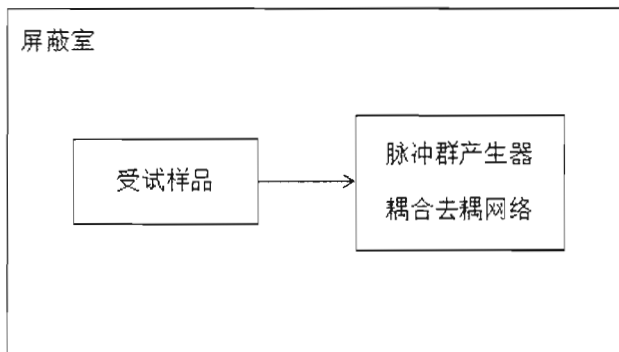 屏蔽室
受试样品
脉冲群产生器
耦合去耦网络